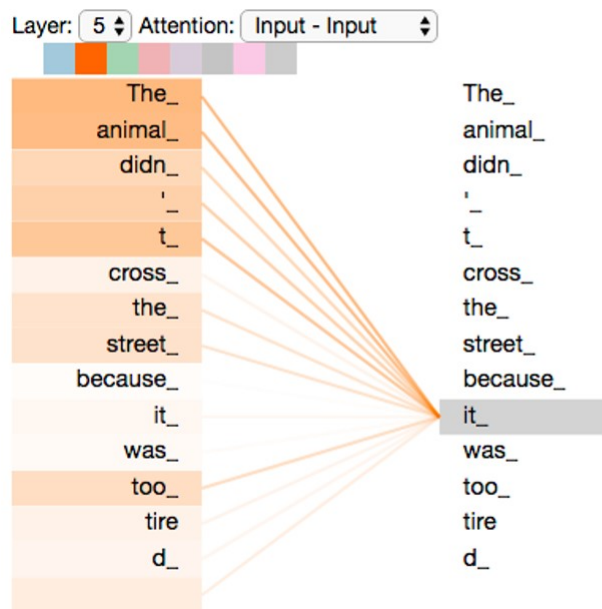 Layer: 5 Attention: Input - Input
The_ The_
animal_ animal_
didn_ didn_
'_ '_
t_ t_
cross_ cross_
the_ the_
street_ street_
because_ because_
it_ it_
was_ was_
too_ too_
tire tire
d_ d_